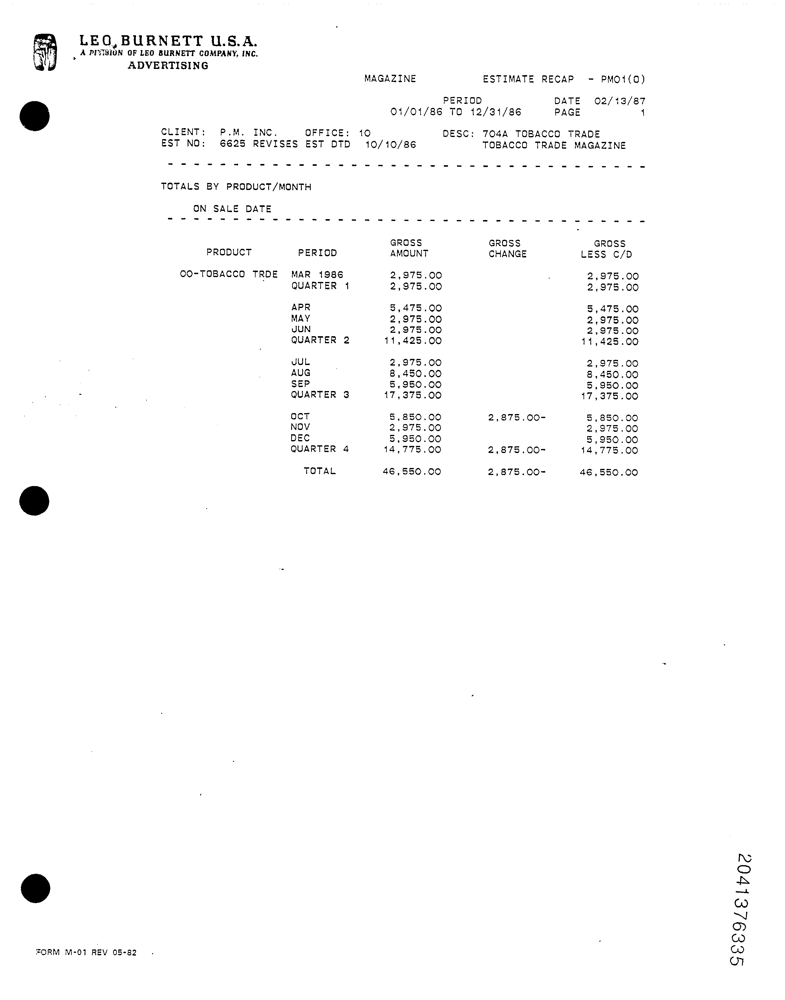 LEO BURNETT U.S.A.
A DIVISION OF LEO BURNETT COMPANY, INC.
ADVERTISING
MAGAZINE ESTIMATE RECAP - PM01(0)
PERIOD DATE 02/13/87
01/01/86 TO 12/31/86 PAGE 1
CLIENT: P.M. INC. OFFICE: 10 DESC: 704A TOBACCO TRADE
EST NO: 6625 REVISES EST DTD 10/10/86 TOBACCO TRADE MAGAZINE
TOTALS BY PRODUCT/MONTH
ON SALE DATE
GROSS GROSS GROSS
PRODUCT PERIOD AMOUNT CHANGE LESS C/D
00-TOBACCO TRDE MAR 1986 2,975.00 2,975.00
QUARTER 1 2,975.00 2,975.00
APR 5,475.00 5,475.00
MAY 2,975.00 2,975.00
JUN 2,975.00 2,975.00
QUARTER 2 11,425.00 11,425.00
JUL 2,975.00 2,975.00
AUG 8,450.00 8,450.00
SEP 5,950.00 5,950.00
QUARTER 3 17,375.00 17,375.00
OCT 5,850.00 2,875.00- 5,850.00
NOV 2,975.00 2,975.00
DEC 5,950.00 5,950.00
QUARTER 4 14,775.00 2,875.00- 14,775.00
TOTAL 46,550.00 2,875.00- 46,550.00
2041376335
FORM M-01 REV 05-82